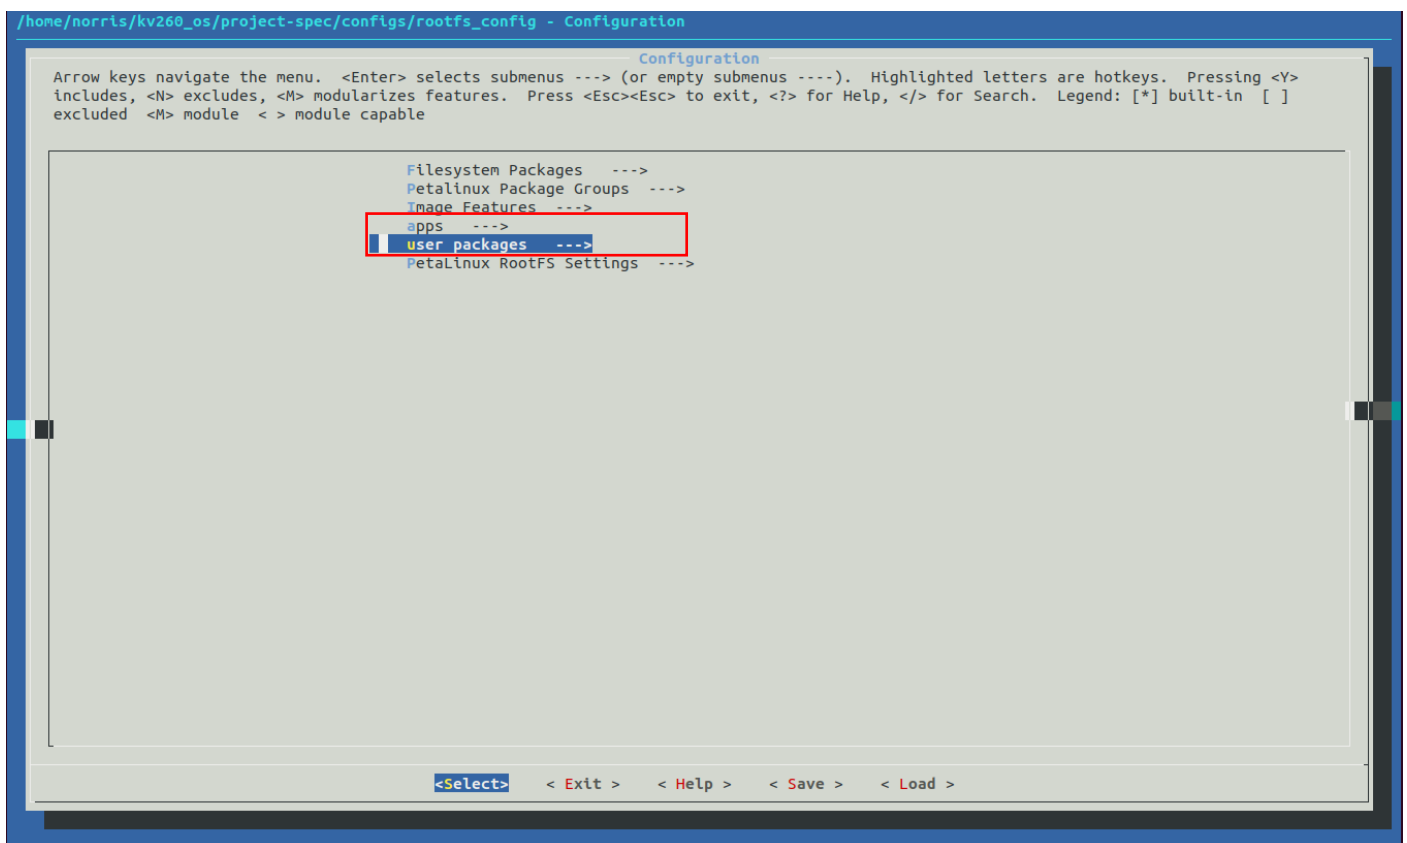 /home/norris/kv260_os/project-spec/configs/rootfs_config - Configuration
Configuration
Arrow keys navigate the menu.  <Enter> selects submenus ---> (or empty submenus ----).  Highlighted letters are hotkeys.  Pressing <Y>
includes, <N> excludes, <M> modularizes features.  Press <Esc><Esc> to exit, <?> for Help, </> for Search.  Legend: [*] built-in  [ ]
excluded  <M> module  < > module capable
Filesystem Packages  --->
Petalinux Package Groups  --->
Image Features  --->
apps  --->
user packages  --->
PetaLinux RootFS Settings  --->
<Select>    < Exit >    < Help >    < Save >    < Load >